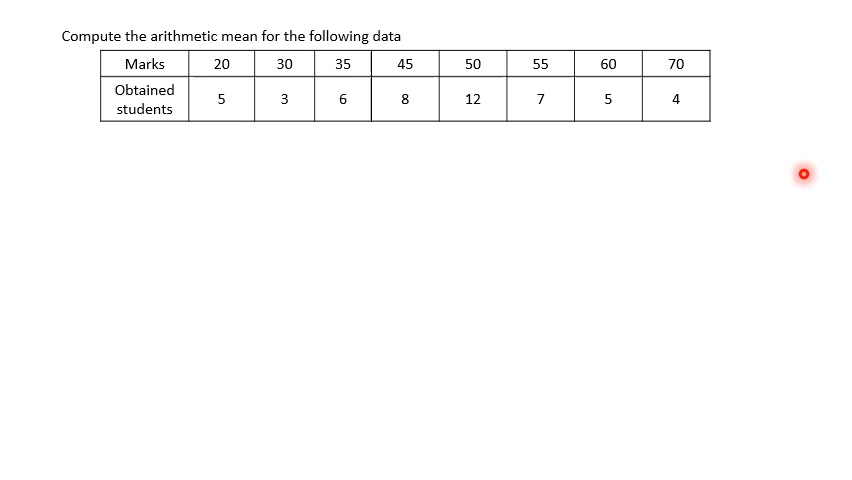 Compute the arithmetic mean for the following data
Marks 20 30 35 45 50 55 60 70
Obtained
students 5 3 6 8 12 7 5 4